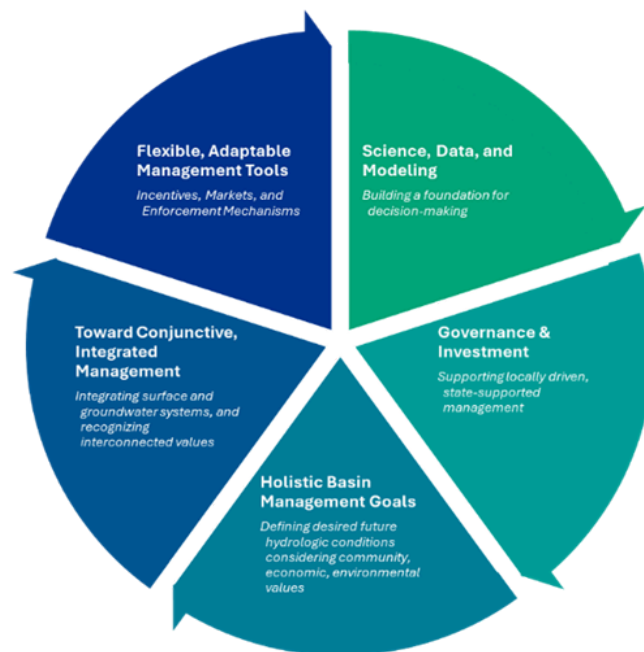 Flexible, Adaptable
Management Tools
Incentives, Markets, and
Enforcement Mechanisms
Science, Data, and
Modeling
Building a foundation for
decision-making
Governance &
Investment
Supporting locally driven,
state-supported
management
Holistic Basin
Management Goals
Defining desired future
hydrologic conditions
considering community,
economic, environmental
values
Toward Conjunctive,
Integrated
Management
Integrating surface and
groundwater systems, and
recognizing
interconnected values